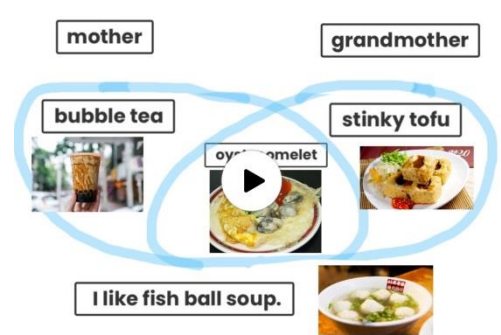 mother
grandmother
bubble tea
stinky tofu
omelet
I like fish ball soup.